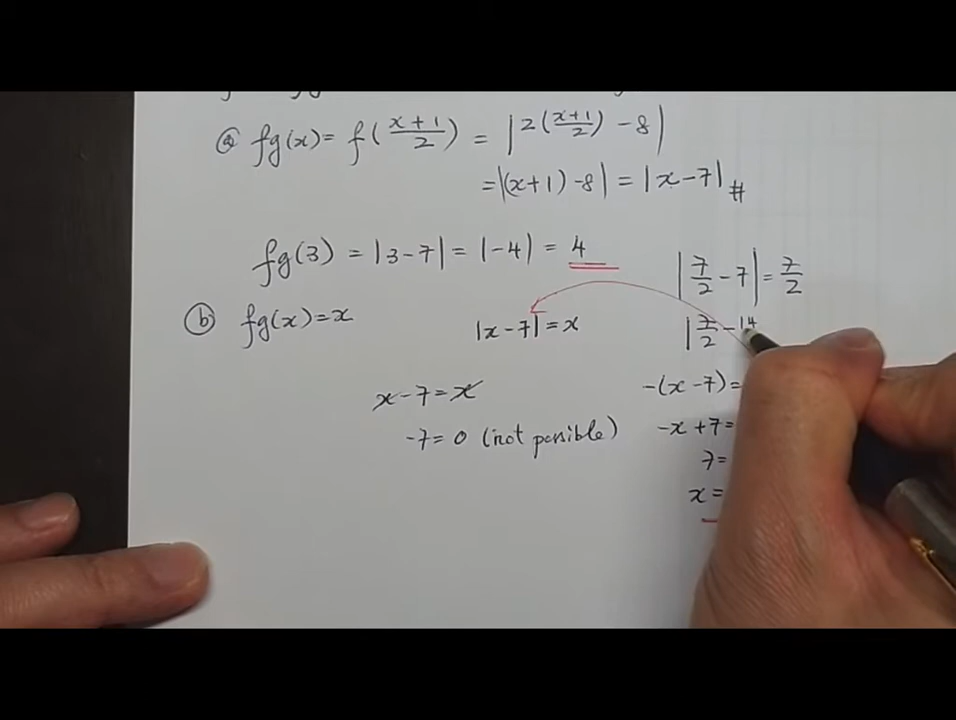 ⓐ fg(x) = f(x+1/2) = |2(x+1/2) - 8|
= |(x+1) - 8| = |x - 7| #
fg(3) = |3 - 7| = |-4| = 4
|7/2 - 7| = 7/2
ⓑ fg(x) = x
|x - 7| = x
|7/2 - 14
x - 7 = x
-(x - 7) =
-7 = 0 (not possible)
-x + 7 =
7 =
x =